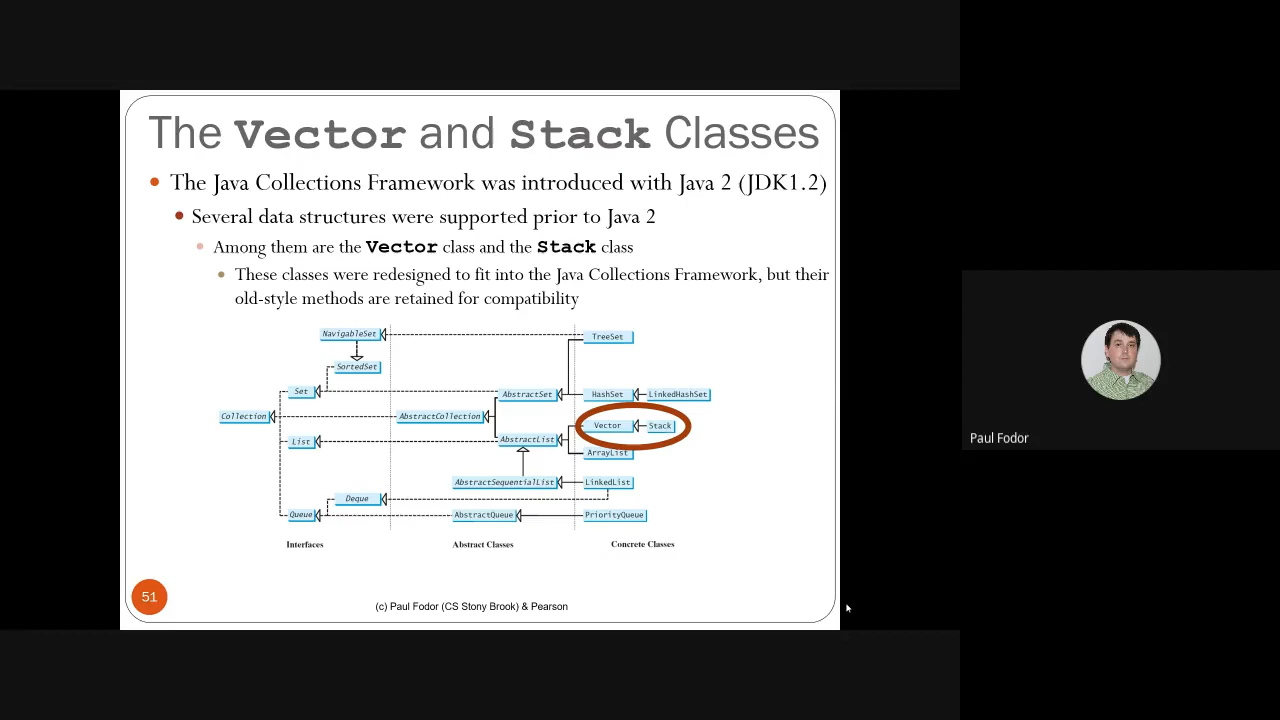 The Vector and Stack Classes
The Java Collections Framework was introduced with Java 2 (JDK1.2)
Several data structures were supported prior to Java 2
Among them are the Vector class and the Stack class
These classes were redesigned to fit into the Java Collections Framework, but their
old-style methods are retained for compatibility
NavigableSet
TreeSet
SortedSet
Set
AbstractSet
HashSet
LinkedHashSet
Collection
AbstractCollection
Vector
Stack
List
AbstractList
ArrayList
AbstractSequentialList
LinkedList
Deque
Queue
AbstractQueue
PriorityQueue
Interfaces
Abstract Classes
Concrete Classes
51
(c) Paul Fodor (CS Stony Brook) & Pearson
Paul Fodor